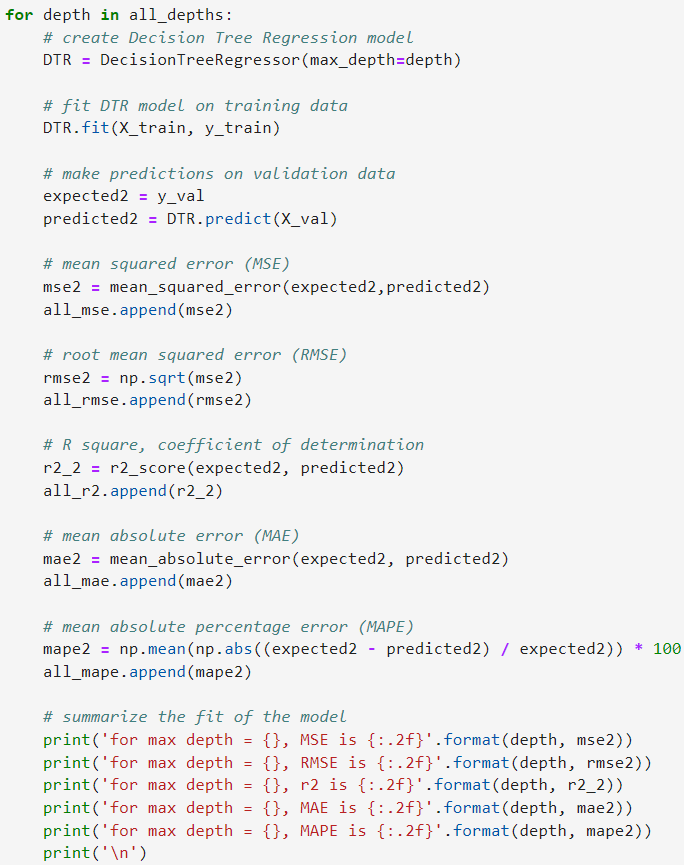 for depth in all_depths:
    # create Decision Tree Regression model
    DTR = DecisionTreeRegressor(max_depth=depth)

    # fit DTR model on training data
    DTR.fit(X_train, y_train)

    # make predictions on validation data
    expected2 = y_val
    predicted2 = DTR.predict(X_val)

    # mean squared error (MSE)
    mse2 = mean_squared_error(expected2,predicted2)
    all_mse.append(mse2)

    # root mean squared error (RMSE)
    rmse2 = np.sqrt(mse2)
    all_rmse.append(rmse2)

    # R square, coefficient of determination
    r2_2 = r2_score(expected2, predicted2)
    all_r2.append(r2_2)

    # mean absolute error (MAE)
    mae2 = mean_absolute_error(expected2, predicted2)
    all_mae.append(mae2)

    # mean absolute percentage error (MAPE)
    mape2 = np.mean(np.abs((expected2 - predicted2) / expected2)) * 100
    all_mape.append(mape2)

    # summarize the fit of the model
    print('for max depth = {}, MSE is {:.2f}'.format(depth, mse2))
    print('for max depth = {}, RMSE is {:.2f}'.format(depth, rmse2))
    print('for max depth = {}, r2 is {:.2f}'.format(depth, r2_2))
    print('for max depth = {}, MAE is {:.2f}'.format(depth, mae2))
    print('for max depth = {}, MAPE is {:.2f}'.format(depth, mape2))
    print('\n')